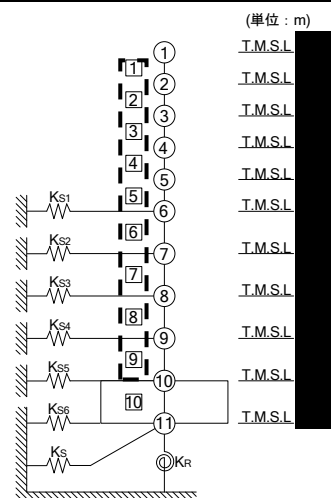 (単位：m)
1 T.M.S.L
1
2 T.M.S.L
2
3 T.M.S.L
3
4 T.M.S.L
4
5 T.M.S.L
5
KS1 6 T.M.S.L
6
KS2 7 T.M.S.L
7
KS3 8 T.M.S.L
8
KS4 9 T.M.S.L
9
KS5 10 T.M.S.L
10
KS6 11 T.M.S.L
KS KR